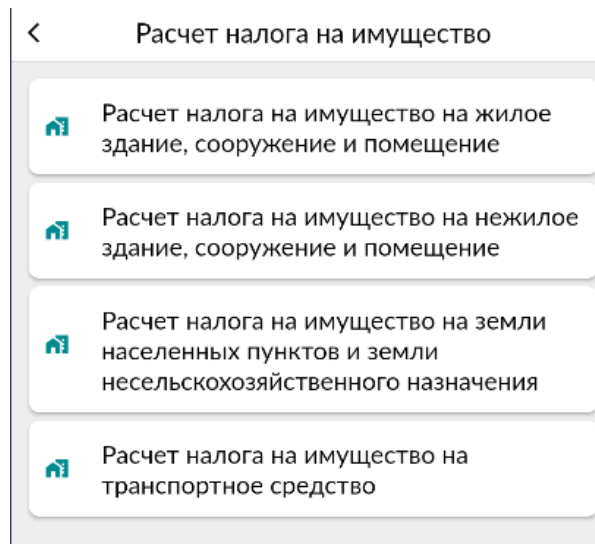 Расчет налога на имущество
Расчет налога на имущество на жилое
здание, сооружение и помещение
Расчет налога на имущество на нежилое
здание, сооружение и помещение
Расчет налога на имущество на земли
населенных пунктов и земли
несельскохозяйственного назначения
Расчет налога на имущество на
транспортное средство